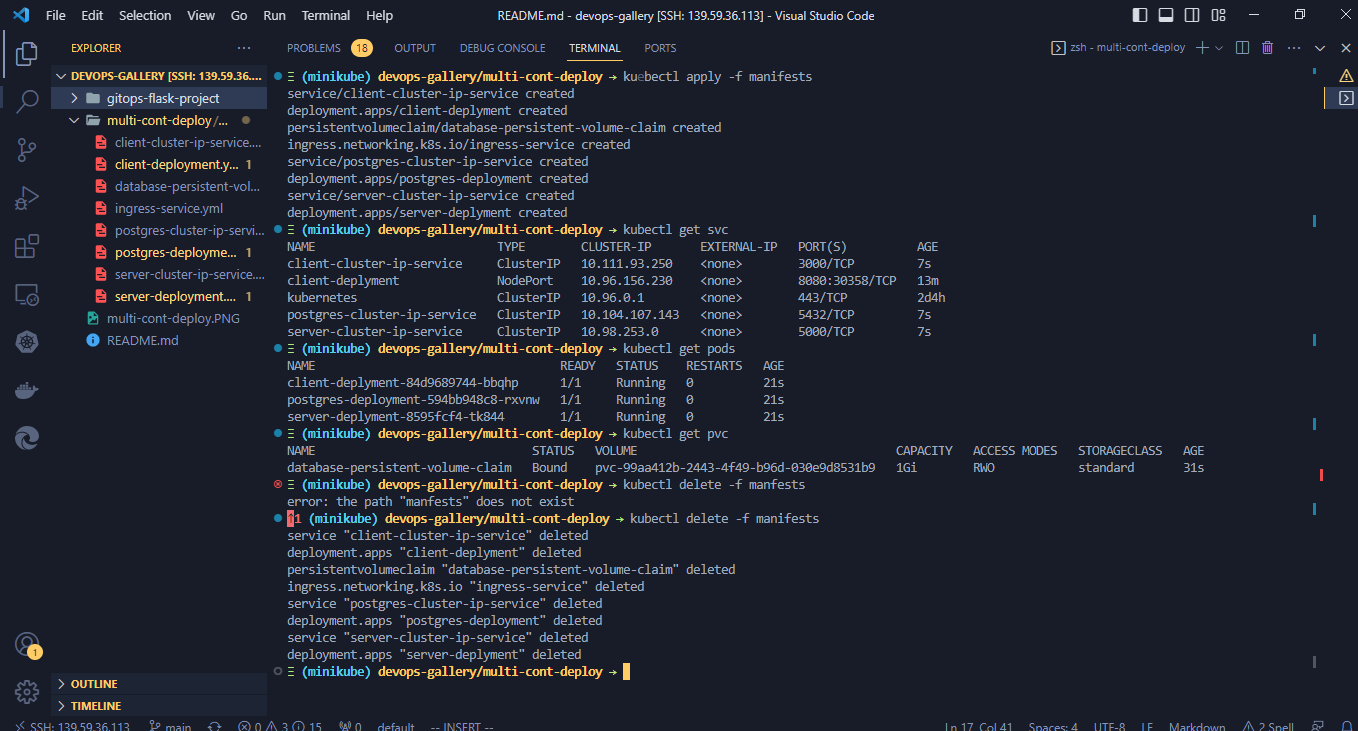 File Edit Selection View Go Run Terminal Help README.md - devops-gallery [SSH: 139.59.36.113] - Visual Studio Code
EXPLORER ···
DEVOPS-GALLERY [SSH: 139.59.36....
gitops-flask-project
multi-cont-deploy/...
client-cluster-ip-service....
client-deployment.y... 1
database-persistent-vol...
ingress-service.yml
postgres-cluster-ip-servi...
postgres-deployme... 1
server-cluster-ip-service....
server-deployment.... 1
multi-cont-deploy.PNG
README.md
OUTLINE
TIMELINE
1
PROBLEMS 18 OUTPUT DEBUG CONSOLE TERMINAL PORTS zsh - multi-cont-deploy
(minikube) devops-gallery/multi-cont-deploy → kuebectl apply -f manifests
service/client-cluster-ip-service created
deployment.apps/client-deplyment created
persistentvolumeclaim/database-persistent-volume-claim created
ingress.networking.k8s.io/ingress-service created
service/postgres-cluster-ip-service created
deployment.apps/postgres-deployment created
service/server-cluster-ip-service created
deployment.apps/server-deplyment created
(minikube) devops-gallery/multi-cont-deploy → kubectl get svc
NAME TYPE CLUSTER-IP EXTERNAL-IP PORT(S) AGE
client-cluster-ip-service ClusterIP 10.111.93.250 <none> 3000/TCP 7s
client-deplyment NodePort 10.96.156.230 <none> 8080:30358/TCP 13m
kubernetes ClusterIP 10.96.0.1 <none> 443/TCP 2d4h
postgres-cluster-ip-service ClusterIP 10.104.107.143 <none> 5432/TCP 7s
server-cluster-ip-service ClusterIP 10.98.253.0 <none> 5000/TCP 7s
(minikube) devops-gallery/multi-cont-deploy → kubectl get pods
NAME READY STATUS RESTARTS AGE
client-deplyment-84d9689744-bbqhp 1/1 Running 0 21s
postgres-deployment-594bb948c8-rxvnw 1/1 Running 0 21s
server-deplyment-8595fcf4-tk844 1/1 Running 0 21s
(minikube) devops-gallery/multi-cont-deploy → kubectl get pvc
NAME STATUS VOLUME CAPACITY ACCESS MODES STORAGECLASS AGE
database-persistent-volume-claim Bound pvc-99aa412b-2443-4f49-b96d-030e9d8531b9 1Gi RWO standard 31s
(minikube) devops-gallery/multi-cont-deploy → kubectl delete -f manfests
error: the path "manfests" does not exist
↑1 (minikube) devops-gallery/multi-cont-deploy → kubectl delete -f manifests
service "client-cluster-ip-service" deleted
deployment.apps "client-deplyment" deleted
persistentvolumeclaim "database-persistent-volume-claim" deleted
ingress.networking.k8s.io "ingress-service" deleted
service "postgres-cluster-ip-service" deleted
deployment.apps "postgres-deployment" deleted
service "server-cluster-ip-service" deleted
deployment.apps "server-deplyment" deleted
(minikube) devops-gallery/multi-cont-deploy →
SSH: 139.59.36.113 main 0 3 15 0 default -- INSERT -- Ln 17, Col 41 Spaces: 4 UTF-8 LF Markdown 2 Spell